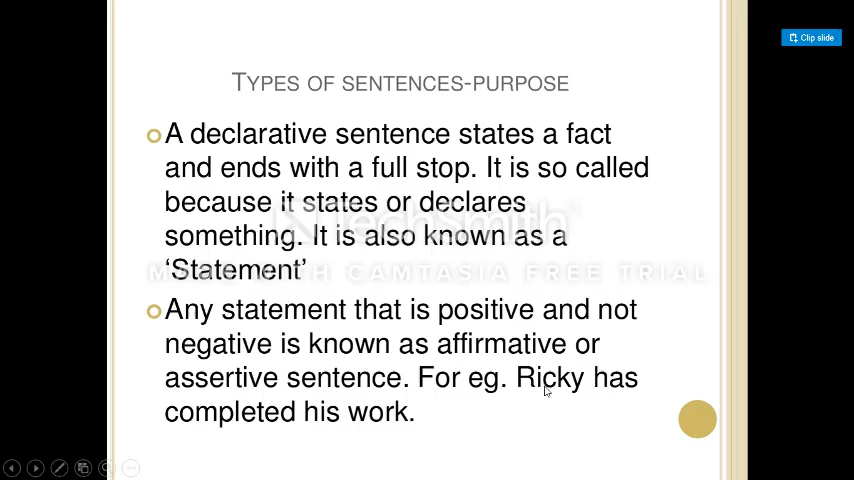 Clip slide
TYPES OF SENTENCES-PURPOSE
A declarative sentence states a fact
and ends with a full stop. It is so called
because it states or declares
TechSmith
something. It is also known as a
‘Statement’
MADE WITH CAMTASIA FREE TRIAL
Any statement that is positive and not
negative is known as affirmative or
assertive sentence. For eg. Ricky has
completed his work.